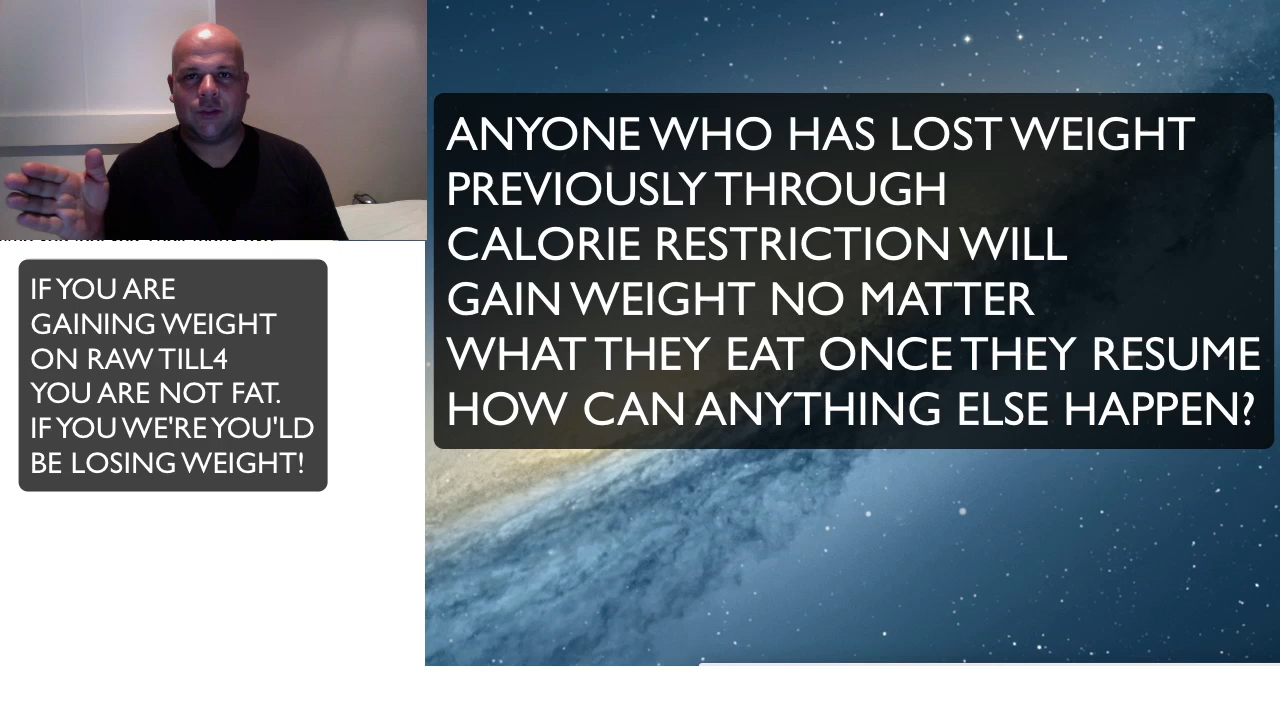 ANYONE WHO HAS LOST WEIGHT
PREVIOUSLY THROUGH
CALORIE RESTRICTION WILL
GAIN WEIGHT NO MATTER
WHAT THEY EAT ONCE THEY RESUME
HOW CAN ANYTHING ELSE HAPPEN?
IF YOU ARE
GAINING WEIGHT
ON RAW TILL4
YOU ARE NOT FAT.
IF YOU WE'RE YOU'LD
BE LOSING WEIGHT!